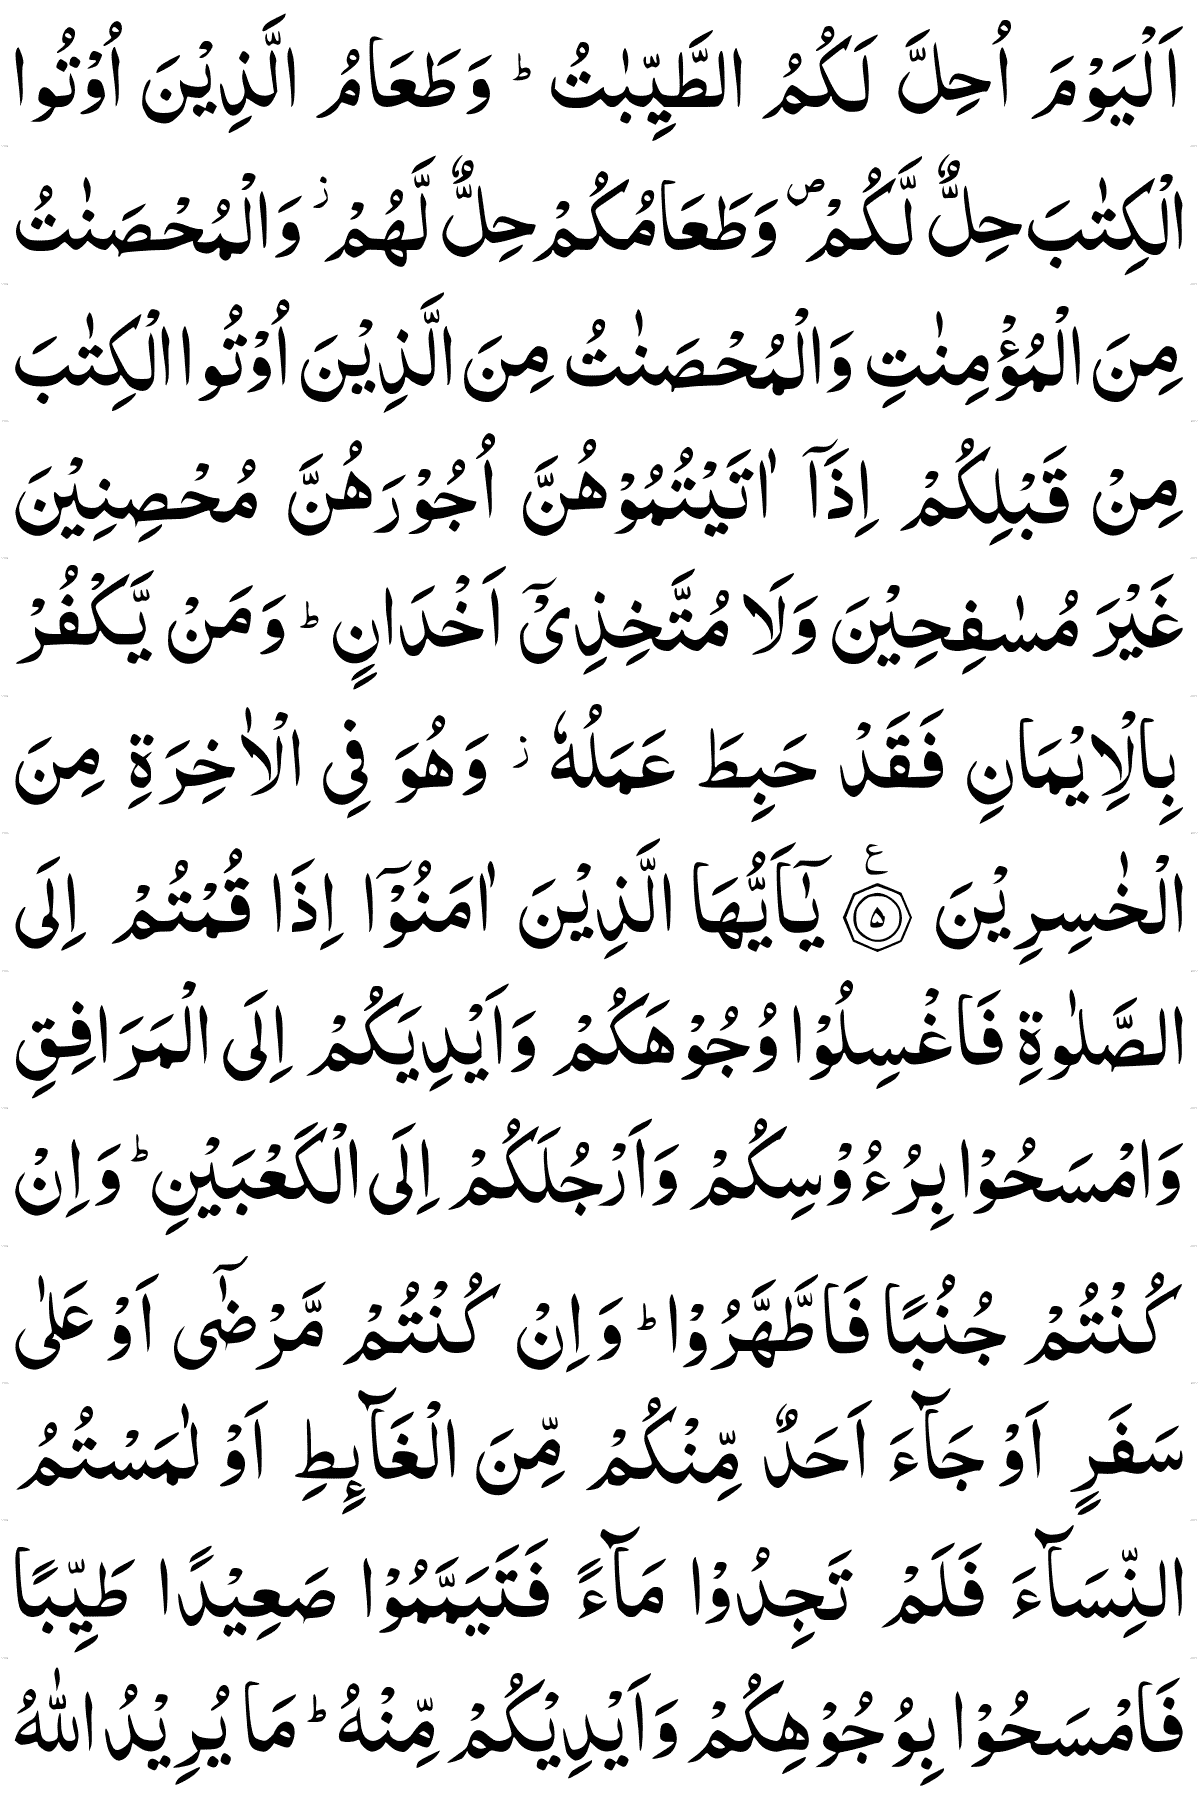 اَلْيَوْمَ اُحِلَّ لَكُمُ الطَّيِّبٰتُ ؕ وَطَعَامُ الَّذِيْنَ اُوْتُوا
الْكِتٰبَ حِلٌّ لَّكُمْ ۪ وَطَعَامُكُمْ حِلٌّ لَّهُمْ ؗ وَالْمُحْصَنٰتُ
مِنَ الْمُؤْمِنٰتِ وَالْمُحْصَنٰتُ مِنَ الَّذِيْنَ اُوْتُوا الْكِتٰبَ
مِنْ قَبْلِكُمْ اِذَاۤ اٰتَيْتُمُوْهُنَّ اُجُوْرَهُنَّ مُحْصِنِيْنَ
غَيْرَ مُسٰفِحِيْنَ وَلَا مُتَّخِذِيْۤ اَخْدَانٍ ؕ وَمَنْ يَّكْفُرْ
بِالْاِيْمَانِ فَقَدْ حَبِطَ عَمَلُهٗ ؗ وَهُوَ فِي الْاٰخِرَةِ مِنَ
الْخٰسِرِيْنَ ۵ ع يٰۤاَيُّهَا الَّذِيْنَ اٰمَنُوْۤا اِذَا قُمْتُمْ اِلَى
الصَّلٰوةِ فَاغْسِلُوْا وُجُوْهَكُمْ وَاَيْدِيَكُمْ اِلَى الْمَرَافِقِ
وَامْسَحُوْا بِرُءُوْسِكُمْ وَاَرْجُلَكُمْ اِلَى الْكَعْبَيْنِ ؕ وَاِنْ
كُنْتُمْ جُنُبًا فَاطَّهَّرُوْا ؕ وَاِنْ كُنْتُمْ مَّرْضٰۤى اَوْ عَلٰى
سَفَرٍ اَوْ جَآءَ اَحَدٌ مِّنْكُمْ مِّنَ الْغَآىِٕطِ اَوْ لٰمَسْتُمُ
النِّسَآءَ فَلَمْ تَجِدُوْا مَآءً فَتَيَمَّمُوْا صَعِيْدًا طَيِّبًا
فَامْسَحُوْا بِوُجُوْهِكُمْ وَاَيْدِيْكُمْ مِّنْهُ ؕ مَا يُرِيْدُ اللّٰهُ